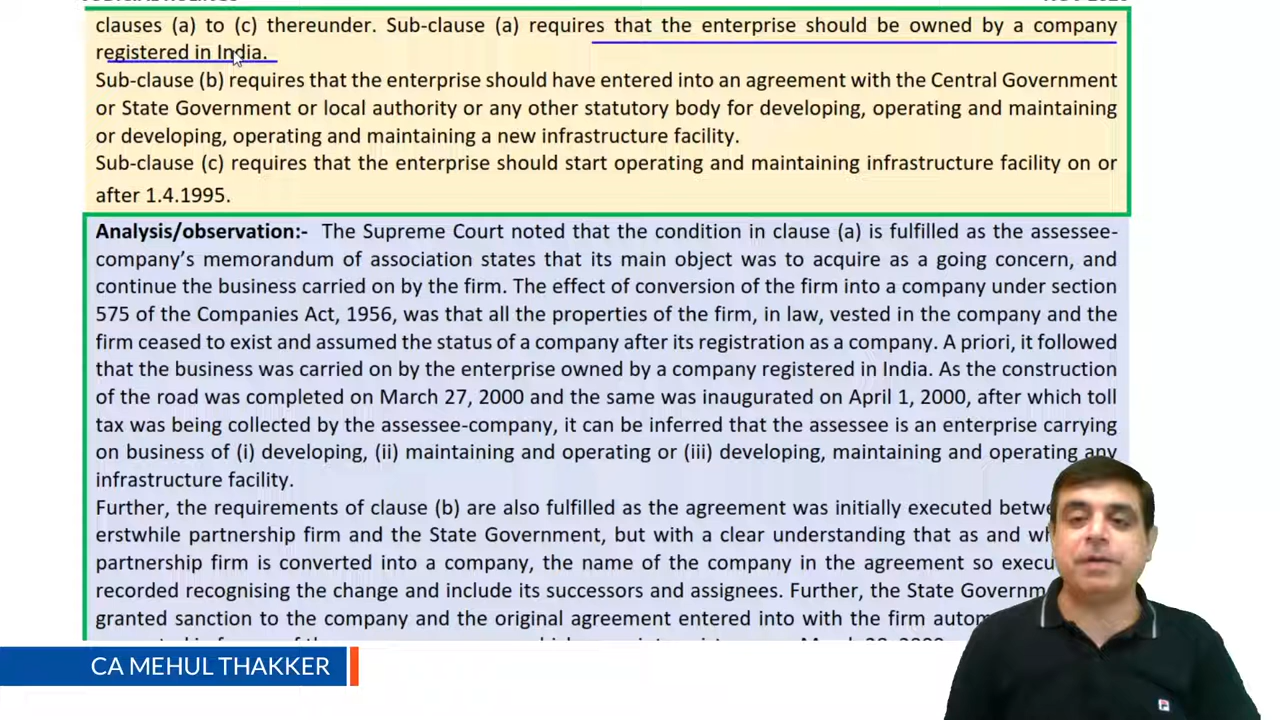 clauses (a) to (c) thereunder. Sub-clause (a) requires that the enterprise should be owned by a company
registered in India.
Sub-clause (b) requires that the enterprise should have entered into an agreement with the Central Government
or State Government or local authority or any other statutory body for developing, operating and maintaining
or developing, operating and maintaining a new infrastructure facility.
Sub-clause (c) requires that the enterprise should start operating and maintaining infrastructure facility on or
after 1.4.1995.
Analysis/observation:- The Supreme Court noted that the condition in clause (a) is fulfilled as the assessee-
company's memorandum of association states that its main object was to acquire as a going concern, and
continue the business carried on by the firm. The effect of conversion of the firm into a company under section
575 of the Companies Act, 1956, was that all the properties of the firm, in law, vested in the company and the
firm ceased to exist and assumed the status of a company after its registration as a company. A priori, it followed
that the business was carried on by the enterprise owned by a company registered in India. As the construction
of the road was completed on March 27, 2000 and the same was inaugurated on April 1, 2000, after which toll
tax was being collected by the assessee-company, it can be inferred that the assessee is an enterprise carrying
on business of (i) developing, (ii) maintaining and operating or (iii) developing, maintaining and operating any
infrastructure facility.
Further, the requirements of clause (b) are also fulfilled as the agreement was initially executed
erstwhile partnership firm and the State Government, but with a clear understanding that as and
partnership firm is converted into a company, the name of the company in the agreement so
recorded recognising the change and include its successors and assignees. Further, the State
granted sanction to the company and the original agreement entered into with the firm
CA MEHUL THAKKER